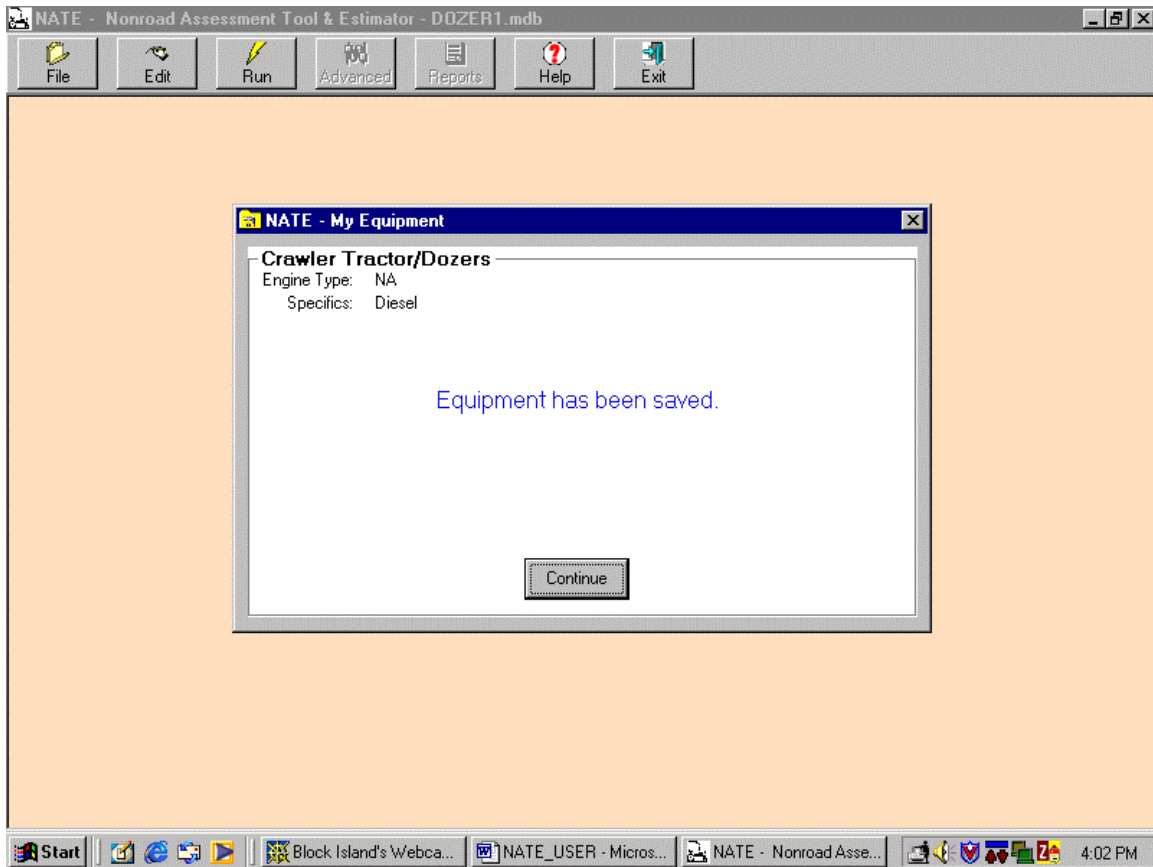 NATE - Nonroad Assessment Tool & Estimator - DOZER1.mdb
File Edit Run Advanced Reports Help Exit
NATE - My Equipment
Crawler Tractor/Dozers
Engine Type: NA
Specifics: Diesel
Equipment has been saved.
Continue
Start Block Island's Webca... NATE_USER - Micros... NATE - Nonroad Asse... 4:02 PM